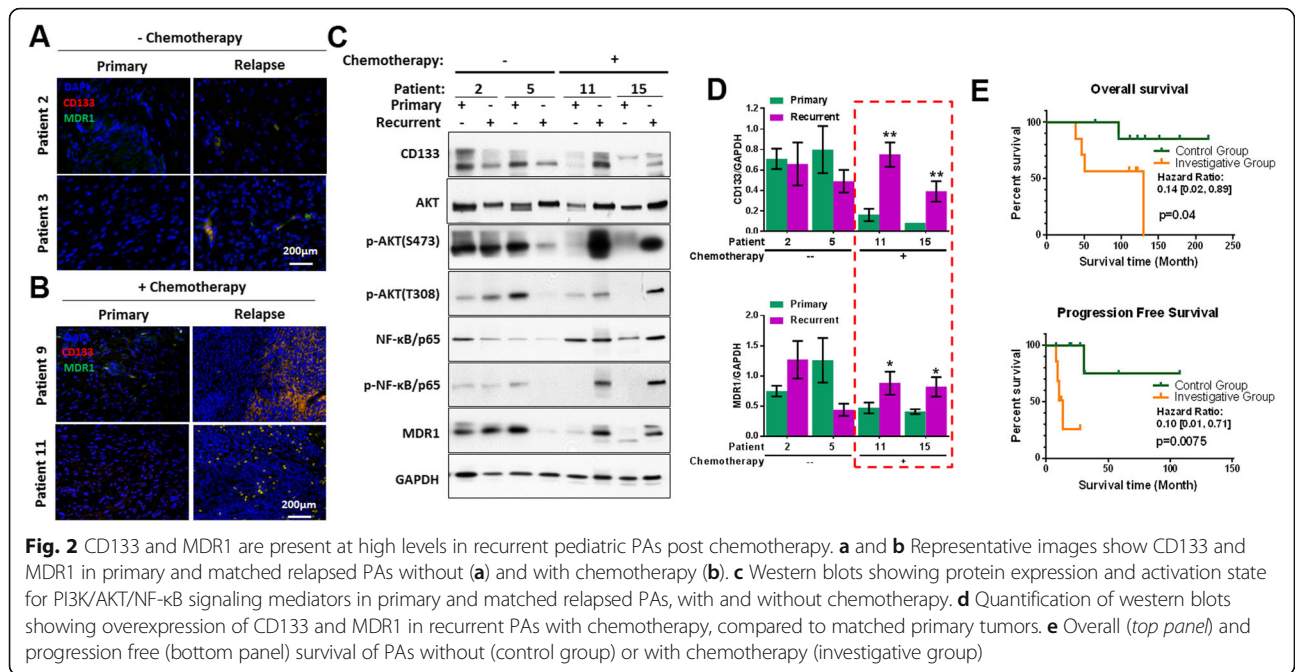 A
- Chemotherapy
Primary Relapse
Patient 2
DAPI
CD133
MDR1
Patient 3
200μm
B
+ Chemotherapy
Primary Relapse
Patient 9
DAPI
CD133
MDR1
Patient 11
200μm
C
Chemotherapy: - +
Patient: 2 5 11 15
Primary + - + - + - + -
Recurrent - + - + - + - +
CD133
AKT
p-AKT(S473)
p-AKT(T308)
NF-κB/p65
p-NF-κB/p65
MDR1
GAPDH
D
Primary
Recurrent
CD133/GAPDH
1.2
1.0
0.8
0.6
0.4
0.2
0.0
**
**
Patient 2 5 11 15
Chemotherapy -- +
Primary
Recurrent
MDR1/GAPDH
2.0
1.5
1.0
0.5
0.0
*
*
Patient 2 5 11 15
Chemotherapy -- +
E
Overall survival
Percent survival
100
50
0
Control Group
Investigative Group
Hazard Ratio:
0.14 [0.02, 0.89]
p=0.04
0 50 100 150 200 250
Survival time (Month)
Progression Free Survival
Percent survival
100
50
0
Control Group
Investigative Group
Hazard Ratio:
0.10 [0.01, 0.71]
p=0.0075
0 50 100 150
Survival time (Month)
Fig. 2 CD133 and MDR1 are present at high levels in recurrent pediatric PAs post chemotherapy. a and b Representative images show CD133 and
MDR1 in primary and matched relapsed PAs without (a) and with chemotherapy (b). c Western blots showing protein expression and activation state
for PI3K/AKT/NF-κB signaling mediators in primary and matched relapsed PAs, with and without chemotherapy. d Quantification of western blots
showing overexpression of CD133 and MDR1 in recurrent PAs with chemotherapy, compared to matched primary tumors. e Overall (top panel) and
progression free (bottom panel) survival of PAs without (control group) or with chemotherapy (investigative group)